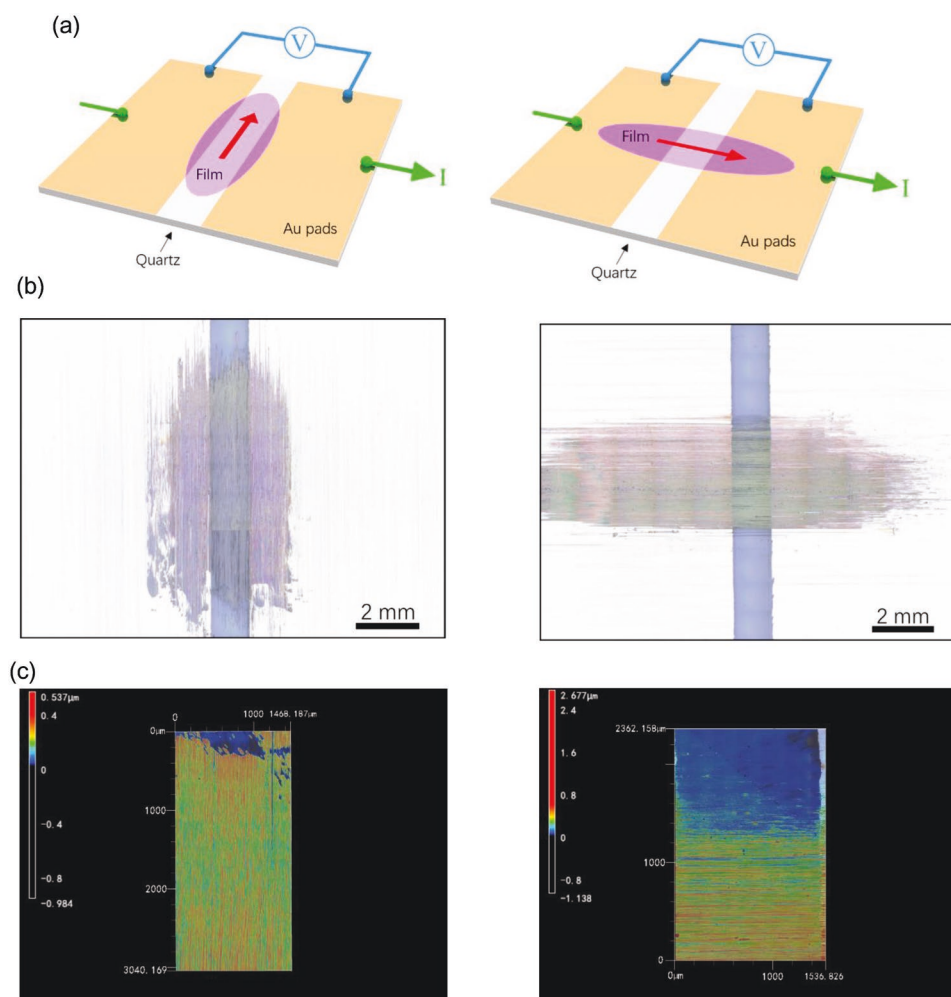 (a)
V
Film
I
Au pads
Quartz
V
Film
I
Au pads
Quartz
(b)
2 mm
2 mm
(c)
0.537μm
0.4
0
-0.4
-0.8
-0.984
0
1000
1468.187μm
0μm
1000
2000
3040.169
2.677μm
2.4
1.6
0.8
0
-0.8
-1.138
2362.158μm
1000
0
0μm
1000
1536.826